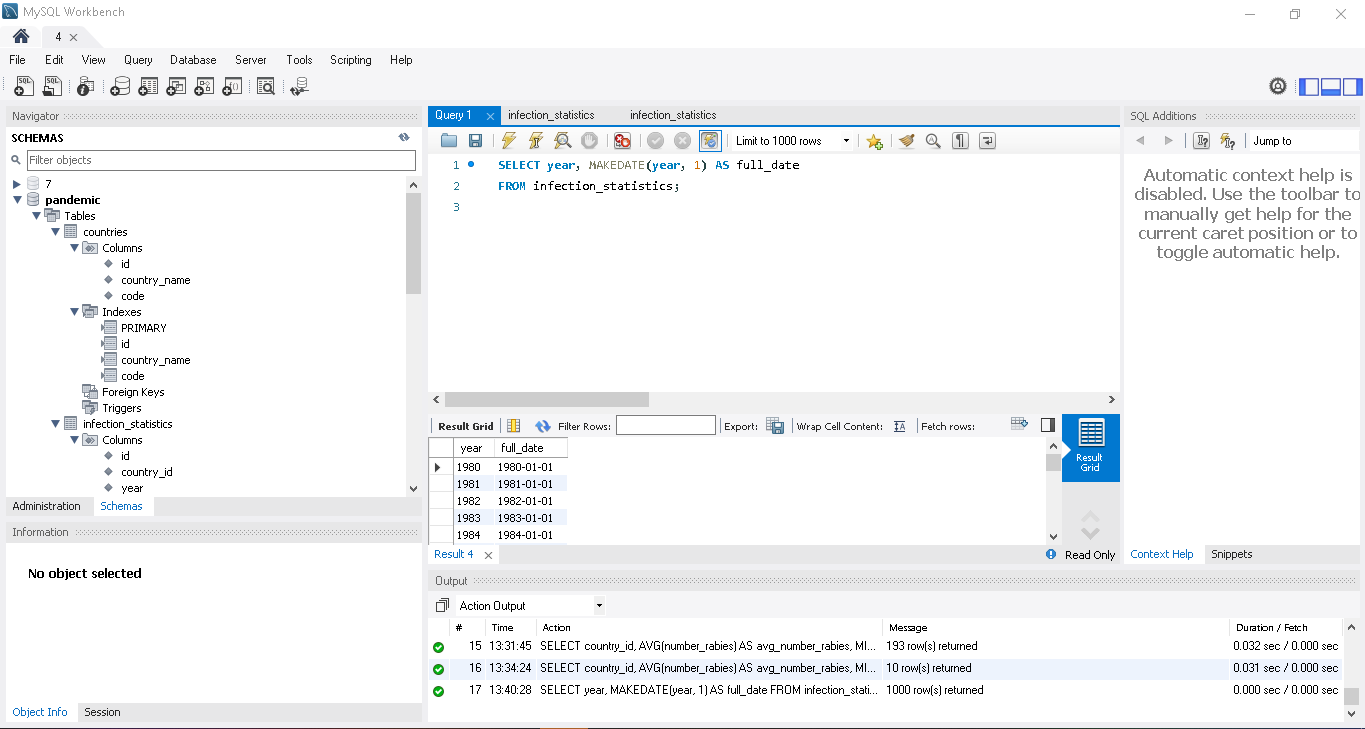 MySQL Workbench
4
File Edit View Query Database Server Tools Scripting Help
Navigator
SCHEMAS
Filter objects
7
pandemic
Tables
countries
Columns
id
country_name
code
Indexes
PRIMARY
id
country_name
code
Foreign Keys
Triggers
infection_statistics
Columns
id
country_id
year
Administration Schemas
Information
No object selected
Object Info Session
Query 1 infection_statistics infection_statistics
Limit to 1000 rows
1 SELECT year, MAKEDATE(year, 1) AS full_date
2 FROM infection_statistics;
3
Result Grid Filter Rows: Export: Wrap Cell Content: Fetch rows:
year full_date
1980 1980-01-01
1981 1981-01-01
1982 1982-01-01
1983 1983-01-01
1984 1984-01-01
Result
Grid
Result 4 Read Only
SQL Additions
Jump to
Automatic context help is
disabled. Use the toolbar to
manually get help for the
current caret position or to
toggle automatic help.
Context Help Snippets
Output
Action Output
# Time Action Message Duration / Fetch
15 13:31:45 SELECT country_id, AVG(number_rabies) AS avg_number_rabies, MI... 193 row(s) returned 0.032 sec / 0.000 sec
16 13:34:24 SELECT country_id, AVG(number_rabies) AS avg_number_rabies, MI... 10 row(s) returned 0.031 sec / 0.000 sec
17 13:40:28 SELECT year, MAKEDATE(year, 1) AS full_date FROM infection_stati... 1000 row(s) returned 0.000 sec / 0.000 sec